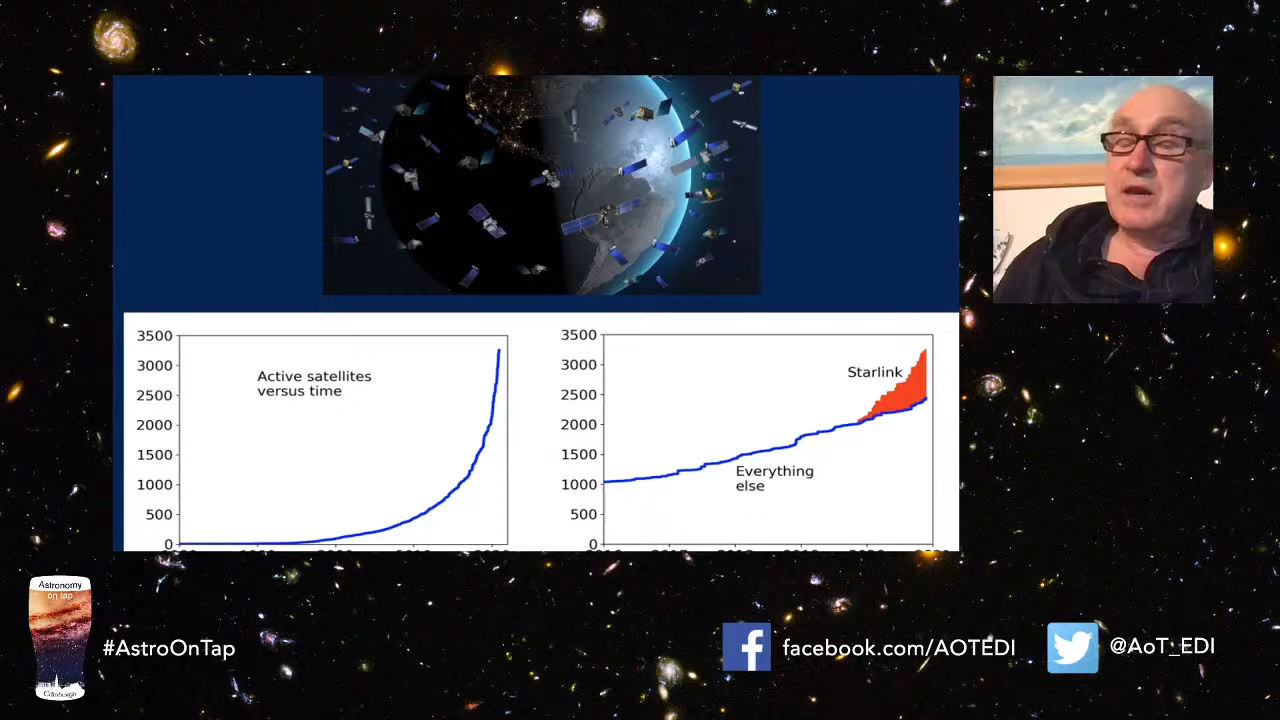 3500
3000
2500
2000
1500
1000
500
0
Active satellites
versus time
3500
3000
2500
2000
1500
1000
500
0
Starlink
Everything
else
Astronomy
on tap
Edinburgh
#AstroOnTap
facebook.com/AOTEDI
@AoT_EDI